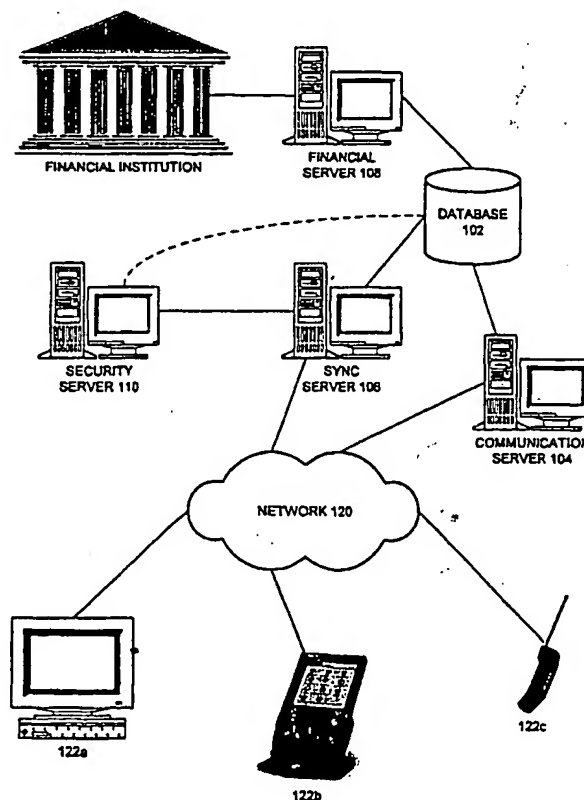 FINANCIAL INSTITUTION
FINANCIAL
SERVER 108
DATABASE
102
SECURITY
SERVER 110
SYNC
SERVER 106
COMMUNICATION
SERVER 104
NETWORK 120
122a
122b
122c